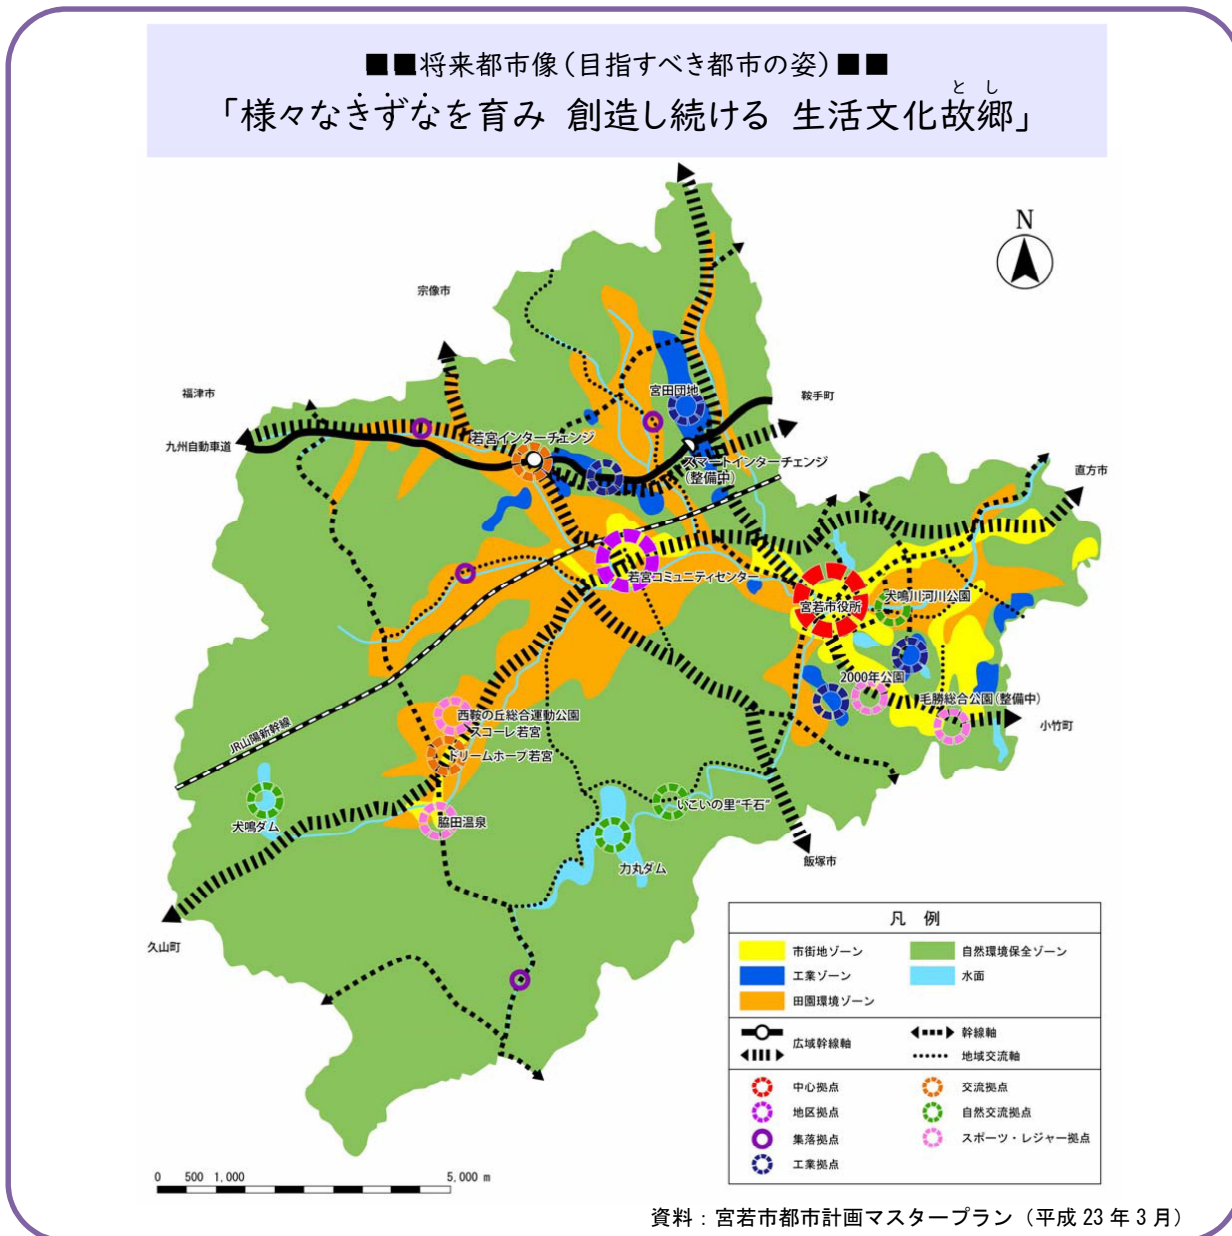 ■■将来都市像（目指すべき都市の姿）■■
とし
「様々なきずなを育み 創造し続ける 生活文化故郷」
N
宗像市
福津市
九州自動車道
若宮インターチェンジ
宮田団地
鞍手町
スマートインターチェンジ
（整備中）
直方市
若宮コミュニティセンター
宮若市役所
犬鳴川河川公園
2000年公園
毛勝総合公園（整備中）
小竹町
西鞍の丘総合運動公園
スコーレ若宮
ドリームホープ若宮
JR山陽新幹線
犬鳴ダム
脇田温泉
いこいの里"千石"
力丸ダム
飯塚市
久山町
凡 例
市街地ゾーン
自然環境保全ゾーン
工業ゾーン
水面
田園環境ゾーン
広域幹線軸
幹線軸
地域交流軸
中心拠点
交流拠点
地区拠点
自然交流拠点
集落拠点
スポーツ・レジャー拠点
工業拠点
0 500 1,000 5,000 m
資料：宮若市都市計画マスタープラン（平成23年3月）